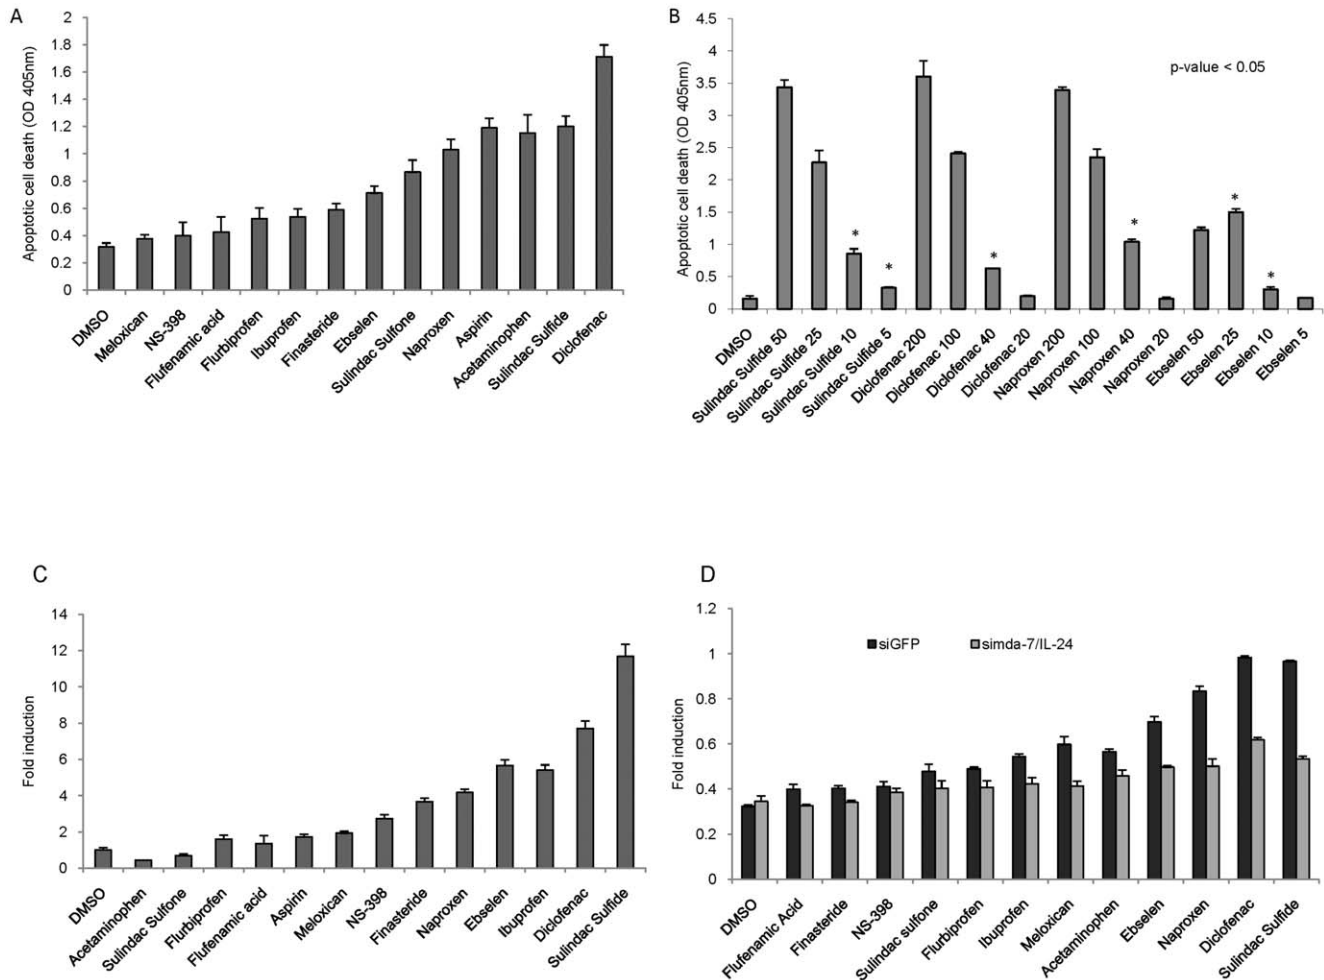 A
Apoptotic cell death (OD 405nm)
2
1.8
1.6
1.4
1.2
1
0.8
0.6
0.4
0.2
0
DMSO
Meloxican
NS-398
Flufenamic acid
Flurbiprofen
Ibuprofen
Finasteride
Ebselen
Sulindac Sulfone
Naproxen
Aspirin
Acetaminophen
Sulindac Sulfide
Diclofenac
B
Apoptotic cell death (OD 405nm)
4.5
4
3.5
3
2.5
2
1.5
1
0.5
0
p-value < 0.05
*
*
*
*
*
*
DMSO
Sulindac Sulfide 50
Sulindac Sulfide 25
Sulindac Sulfide 10
Sulindac Sulfide 5
Diclofenac 200
Diclofenac 100
Diclofenac 40
Diclofenac 20
Naproxen 200
Naproxen 100
Naproxen 40
Naproxen 20
Ebselen 50
Ebselen 25
Ebselen 10
Ebselen 5
C
Fold induction
14
12
10
8
6
4
2
0
DMSO
Acetaminophen
Sulindac Sulfone
Flurbiprofen
Flufenamic acid
Aspirin
Meloxican
NS-398
Finasteride
Naproxen
Ebselen
Ibuprofen
Diclofenac
Sulindac Sulfide
D
Fold induction
1.2
1
0.8
0.6
0.4
0.2
0
siGFP
simda-7/IL-24
DMSO
Flufenamic Acid
Finasteride
NS-398
Sulindac sulfone
Flurbiprofen
Ibuprofen
Meloxican
Acetaminophen
Ebselen
Naproxen
Diclofenac
Sulindac Sulfide